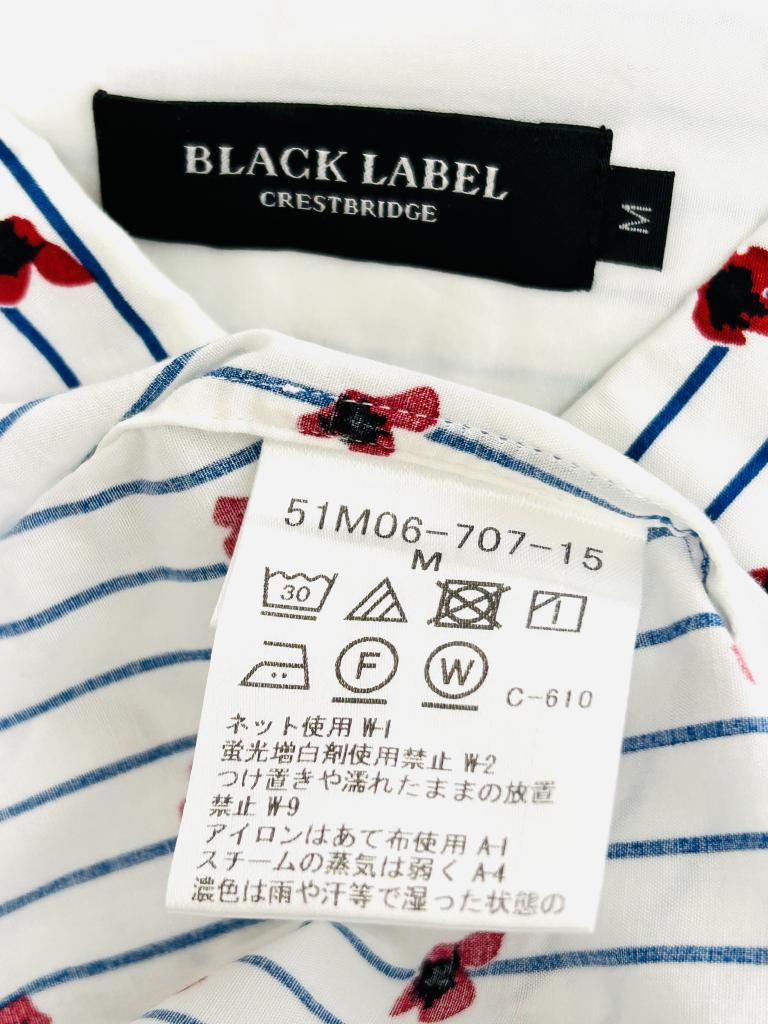 BLACK LABEL
CRESTBRIDGE
M
51M06-707-15
M
30
1
F
W
C-610
ネット使用 W-1
蛍光増白剤使用禁止 W-2
つけ置きや濡れたままの放置
禁止 W-9
アイロンはあて布使用 A-1
スチームの蒸気は弱く A-4
濃色は雨や汗等で湿った状態の